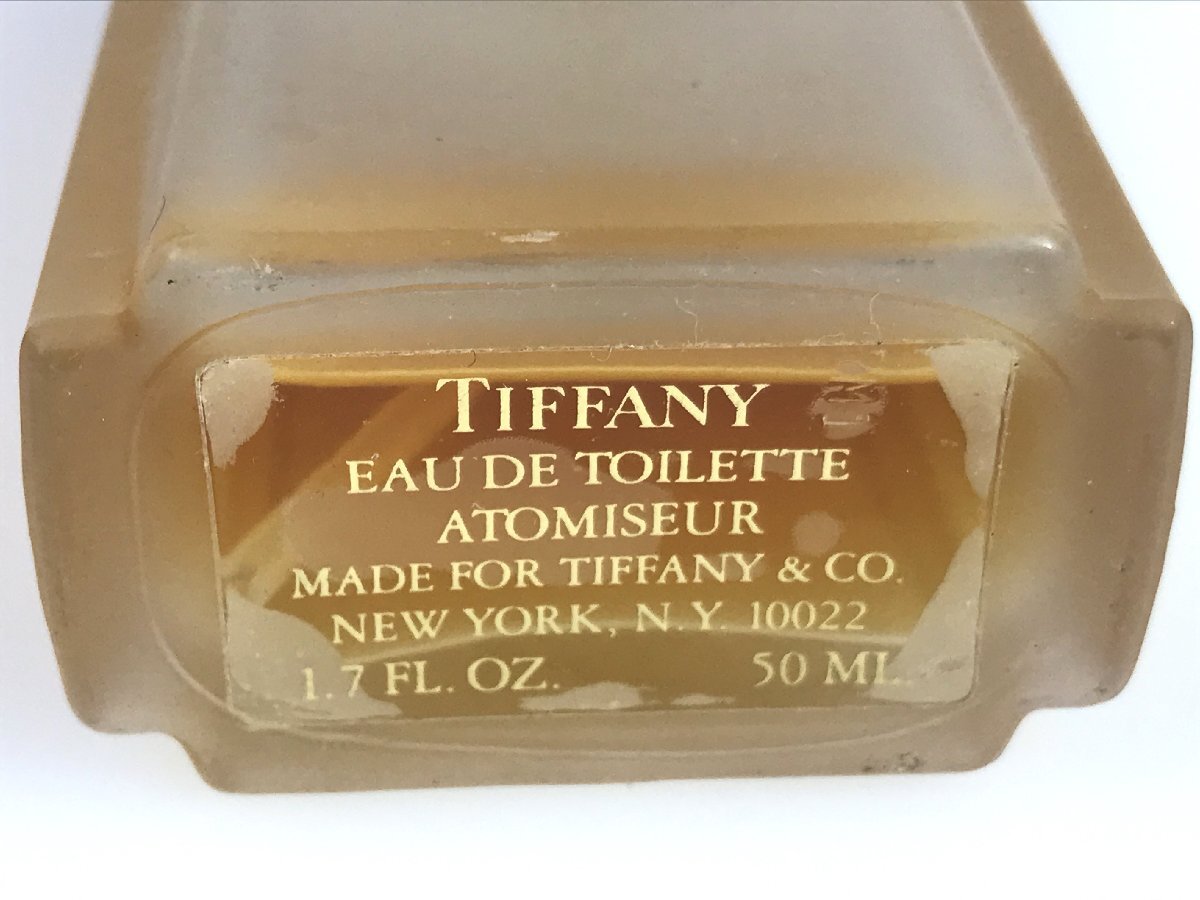 TIFFANY
EAU DE TOILETTE
ATOMISEUR
MADE FOR TIFFANY & CO.
NEW YORK, N.Y. 10022
1.7 FL. OZ. 50 ML.